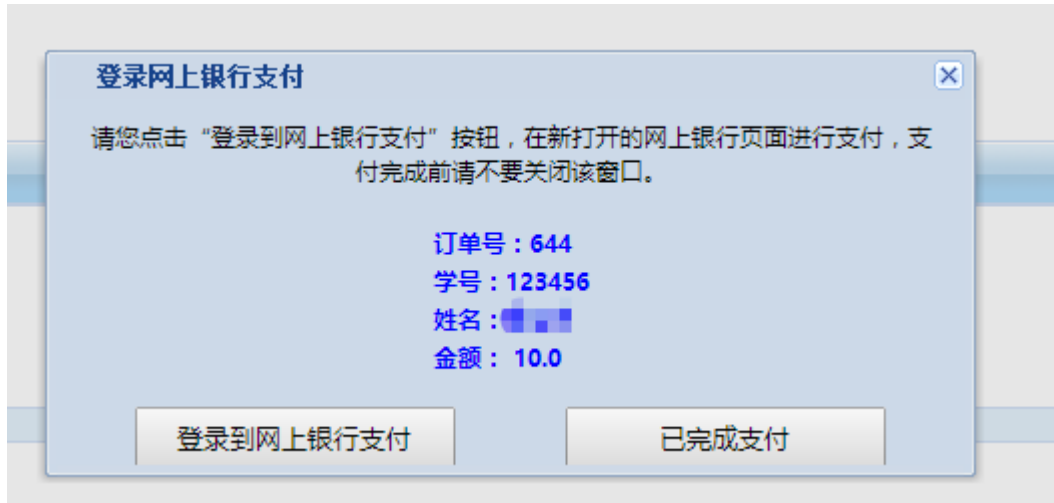 登录网上银行支付
请您点击“登录到网上银行支付”按钮，在新打开的网上银行页面进行支付，支
付完成前请不要关闭该窗口。
订单号：644
学号：123456
姓名：
金额： 10.0
登录到网上银行支付
已完成支付